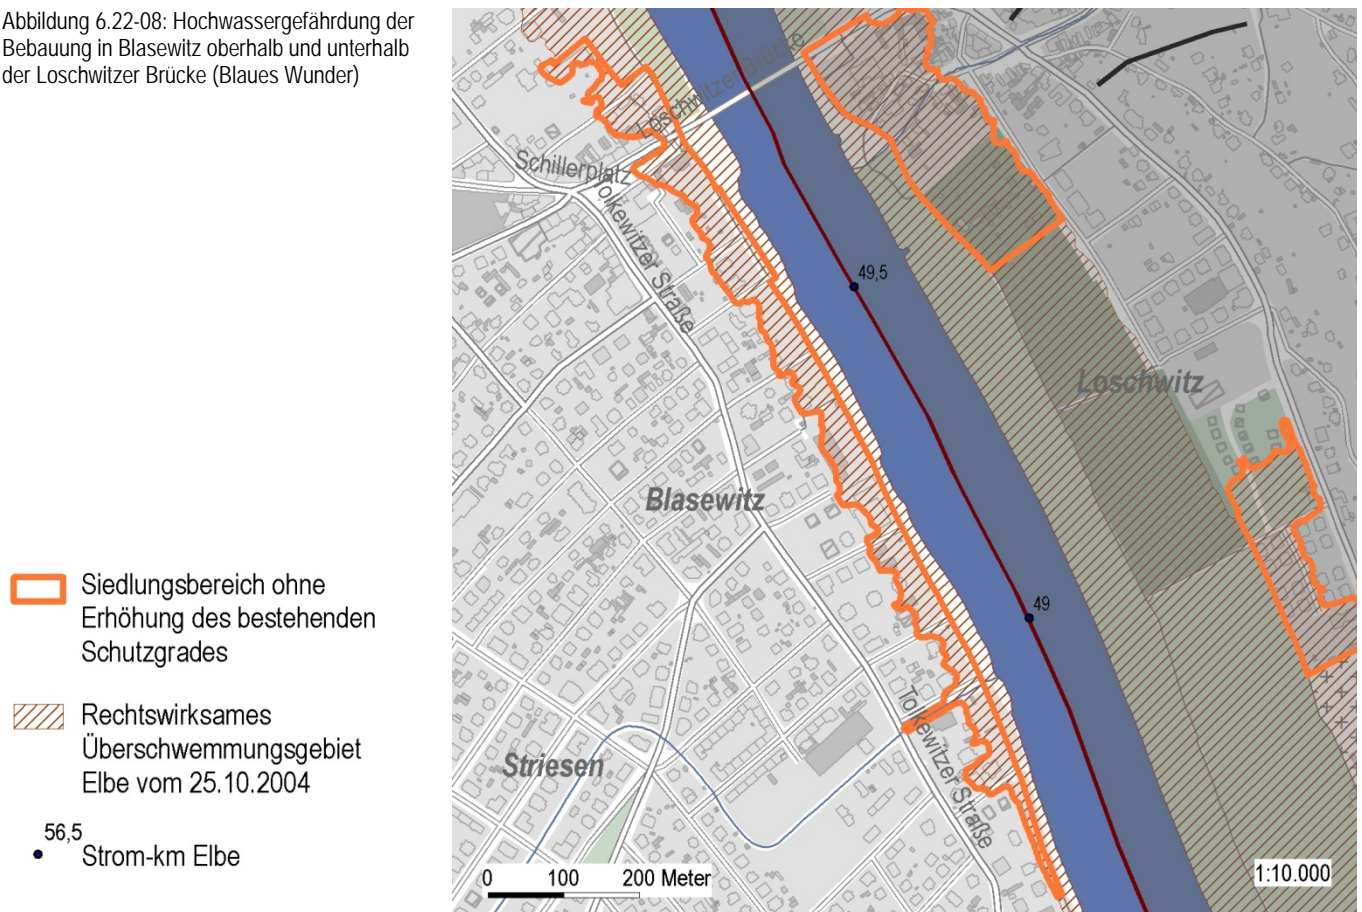 Abbildung 6.22-08: Hochwassergefährdung der
Bebauung in Blasewitz oberhalb und unterhalb
der Loschwitzer Brücke (Blaues Wunder)
Siedlungsbereich ohne
Erhöhung des bestehenden
Schutzgrades
Rechtswirksames
Überschwemmungsgebiet
Elbe vom 25.10.2004
56,5
Strom-km Elbe
Loschwitzer Brücke
Schillerplatz
Tolkewitzer Straße
49,5
Loschwitz
Blasewitz
49
Tolkewitzer Straße
Striesen
0 100 200 Meter
1:10.000